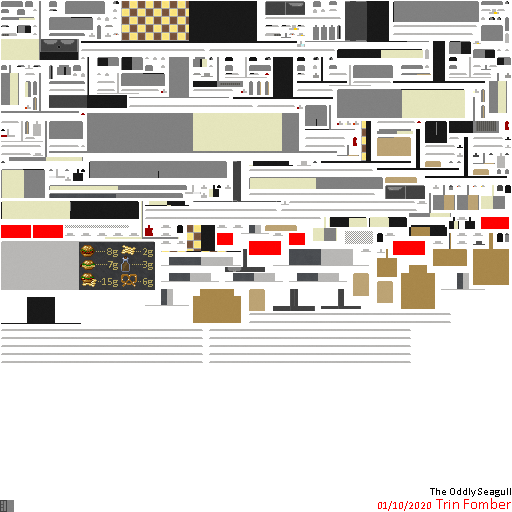 8g 2g
7g 3g
15g 6g
The Oddly Seagull
01/10/2020 Trin Fomber